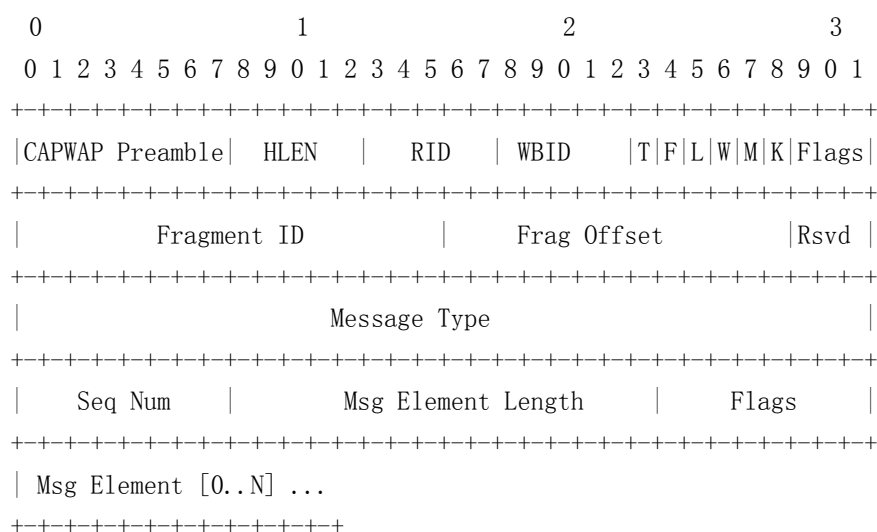 0 1 2 3
0 1 2 3 4 5 6 7 8 9 0 1 2 3 4 5 6 7 8 9 0 1 2 3 4 5 6 7 8 9 0 1
+-+-+-+-+-+-+-+-+-+-+-+-+-+-+-+-+-+-+-+-+-+-+-+-+-+-+-+-+-+-+-+-+
|CAPWAP Preamble| HLEN | RID | WBID |T|F|L|W|M|K|Flags|
+-+-+-+-+-+-+-+-+-+-+-+-+-+-+-+-+-+-+-+-+-+-+-+-+-+-+-+-+-+-+-+-+
| Fragment ID | Frag Offset |Rsvd |
+-+-+-+-+-+-+-+-+-+-+-+-+-+-+-+-+-+-+-+-+-+-+-+-+-+-+-+-+-+-+-+-+
| Message Type |
+-+-+-+-+-+-+-+-+-+-+-+-+-+-+-+-+-+-+-+-+-+-+-+-+-+-+-+-+-+-+-+-+
| Seq Num | Msg Element Length | Flags |
+-+-+-+-+-+-+-+-+-+-+-+-+-+-+-+-+-+-+-+-+-+-+-+-+-+-+-+-+-+-+-+-+
| Msg Element [0..N] ...
+-+-+-+-+-+-+-+-+-+-+-+-+